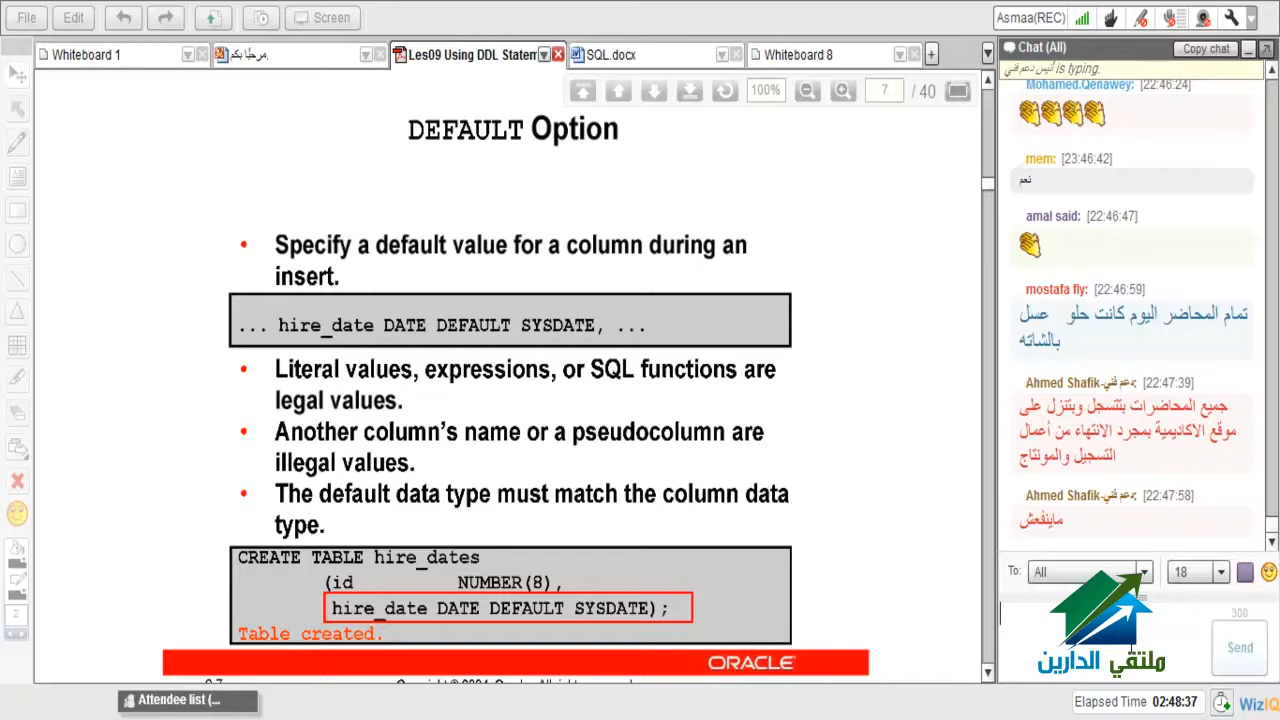 File
Edit
Screen
Asmaa(REC)
Whiteboard 1
مرحبًا بكم.
Les09 Using DDL Statem
SQL.docx
Whiteboard 8
Chat (All)
Copy chat
أنيس دعم فني is typing.
100%
7
/ 40
DEFAULT Option
• Specify a default value for a column during an
insert.
... hire_date DATE DEFAULT SYSDATE, ...
• Literal values, expressions, or SQL functions are
legal values.
• Another column's name or a pseudocolumn are
illegal values.
• The default data type must match the column data
type.
CREATE TABLE hire_dates
(id NUMBER(8),
hire_date DATE DEFAULT SYSDATE);
Table created.
ORACLE
Mohamed.Qenawey: [22:46:24]
mem: [23:46:42]
نعم
amal said: [22:46:47]
mostafa fly: [22:46:59]
تمام المحاضر اليوم كانت حلو عسل
بالشاته
Ahmed Shafik-دعم فني: [22:47:39]
جميع المحاضرات بتتسجل وبتنزل على
موقع الاكاديمية بمجرد الانتهاء من أعمال
التسجيل والمونتاج
Ahmed Shafik-دعم فني: [22:47:58]
ماينفعش
To:
All
18
300
Send
ملتقي الدارين
2
Attendee list (...
Elapsed Time 02:48:37
WizIQ